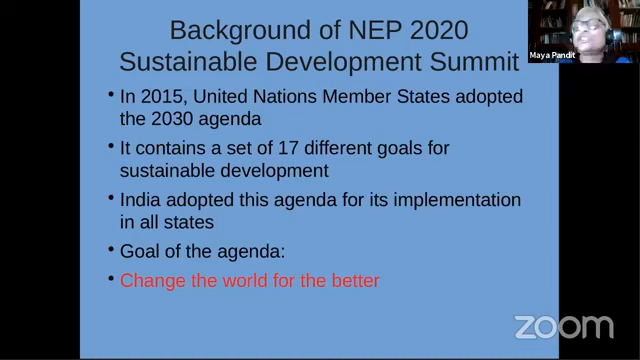 Background of NEP 2020
Sustainable Development Summit
• In 2015, United Nations Member States adopted
the 2030 agenda
• It contains a set of 17 different goals for
sustainable development
• India adopted this agenda for its implementation
in all states
• Goal of the agenda:
• Change the world for the better
Maya Pandit
zoom